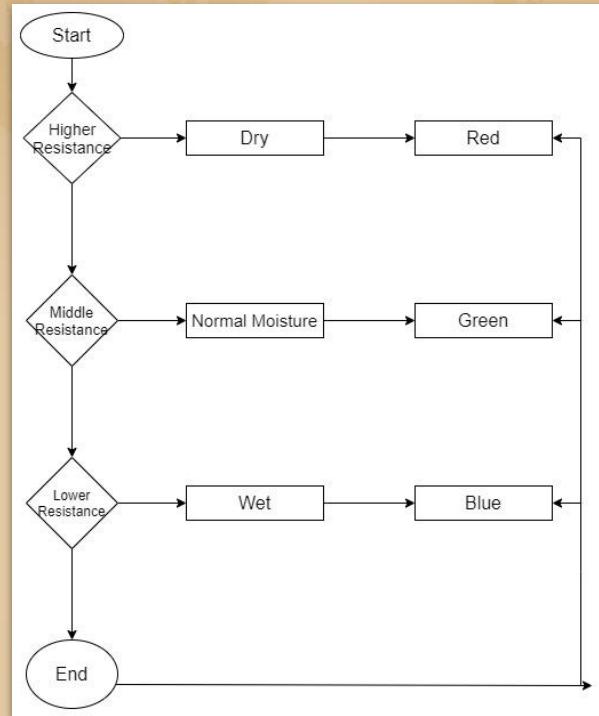 Start
Higher
Resistance
Dry
Red
Middle
Resistance
Normal Moisture
Green
Lower
Resistance
Wet
Blue
End